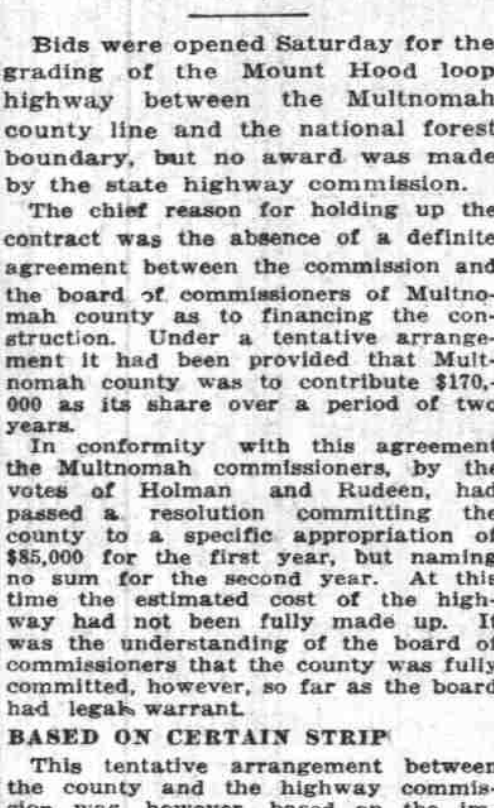 Bids were opened Saturday for the
grading of the Mount Hood loop
highway between the Multnomah
county line and the national forest
boundary, but no award was made
by the state highway commission.
The chief reason for holding up the
contract was the absence of a definite
agreement between the commission and
the board of commissioners of Multno-
mah county as to financing the con-
struction. Under a tentative arrange-
ment it had been provided that Mult-
nomah county was to contribute $170,-
000 as its share over a period of two
years.
In conformity with this agreement
the Multnomah commissioners, by the
votes of Holman and Rudeen, had
passed a resolution committing the
county to a specific appropriation of
$85,000 for the first year, but naming
no sum for the second year. At this
time the estimated cost of the high-
way had not been fully made up. It
was the understanding of the board of
commissioners that the county was fully
committed, however, so far as the board
had legal warrant.
BASED ON CERTAIN STRIP
This tentative arrangement between
the county and the highway commis-
sion was, however, based on